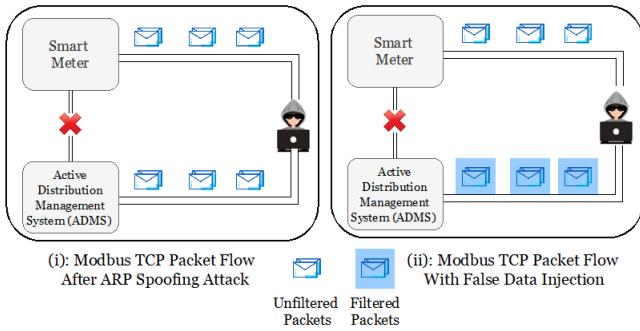 Smart
Meter
Active
Distribution
Management
System (ADMS)
Smart
Meter
Active
Distribution
Management
System (ADMS)
(i): Modbus TCP Packet Flow
After ARP Spoofing Attack
(ii): Modbus TCP Packet Flow
With False Data Injection
Unfiltered
Packets
Filtered
Packets